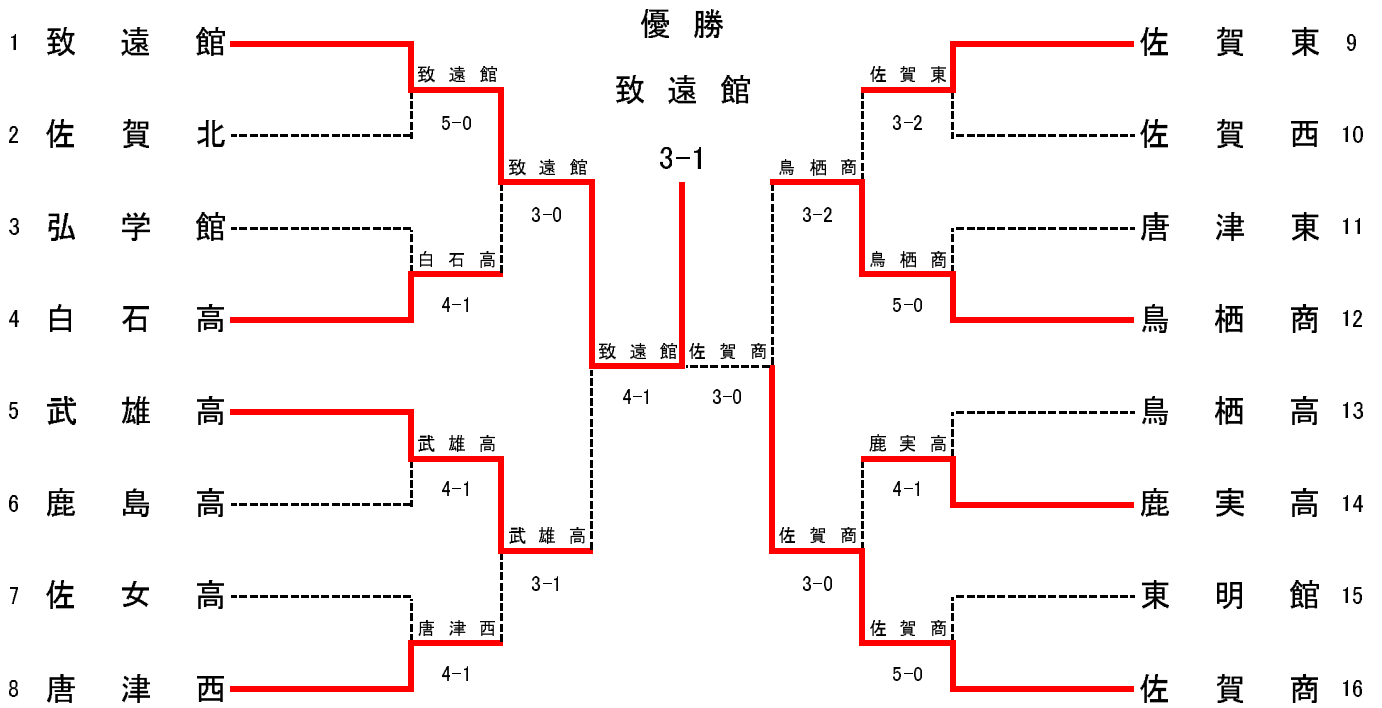 優勝
致遠館
3-1
1 致遠館
2 佐賀北
3 弘学館
4 白石高
5 武雄高
6 鹿島高
7 佐女高
8 唐津西
致遠館
5-0
白石高
4-1
武雄高
4-1
唐津西
4-1
致遠館
3-0
武雄高
3-1
致遠館
4-1
佐賀商
3-0
鳥栖商
3-2
佐賀商
3-0
佐賀東
3-2
鳥栖商
5-0
鹿実高
4-1
佐賀商
5-0
佐賀東 9
佐賀西 10
唐津東 11
鳥栖商 12
鳥栖高 13
鹿実高 14
東明館 15
佐賀商 16